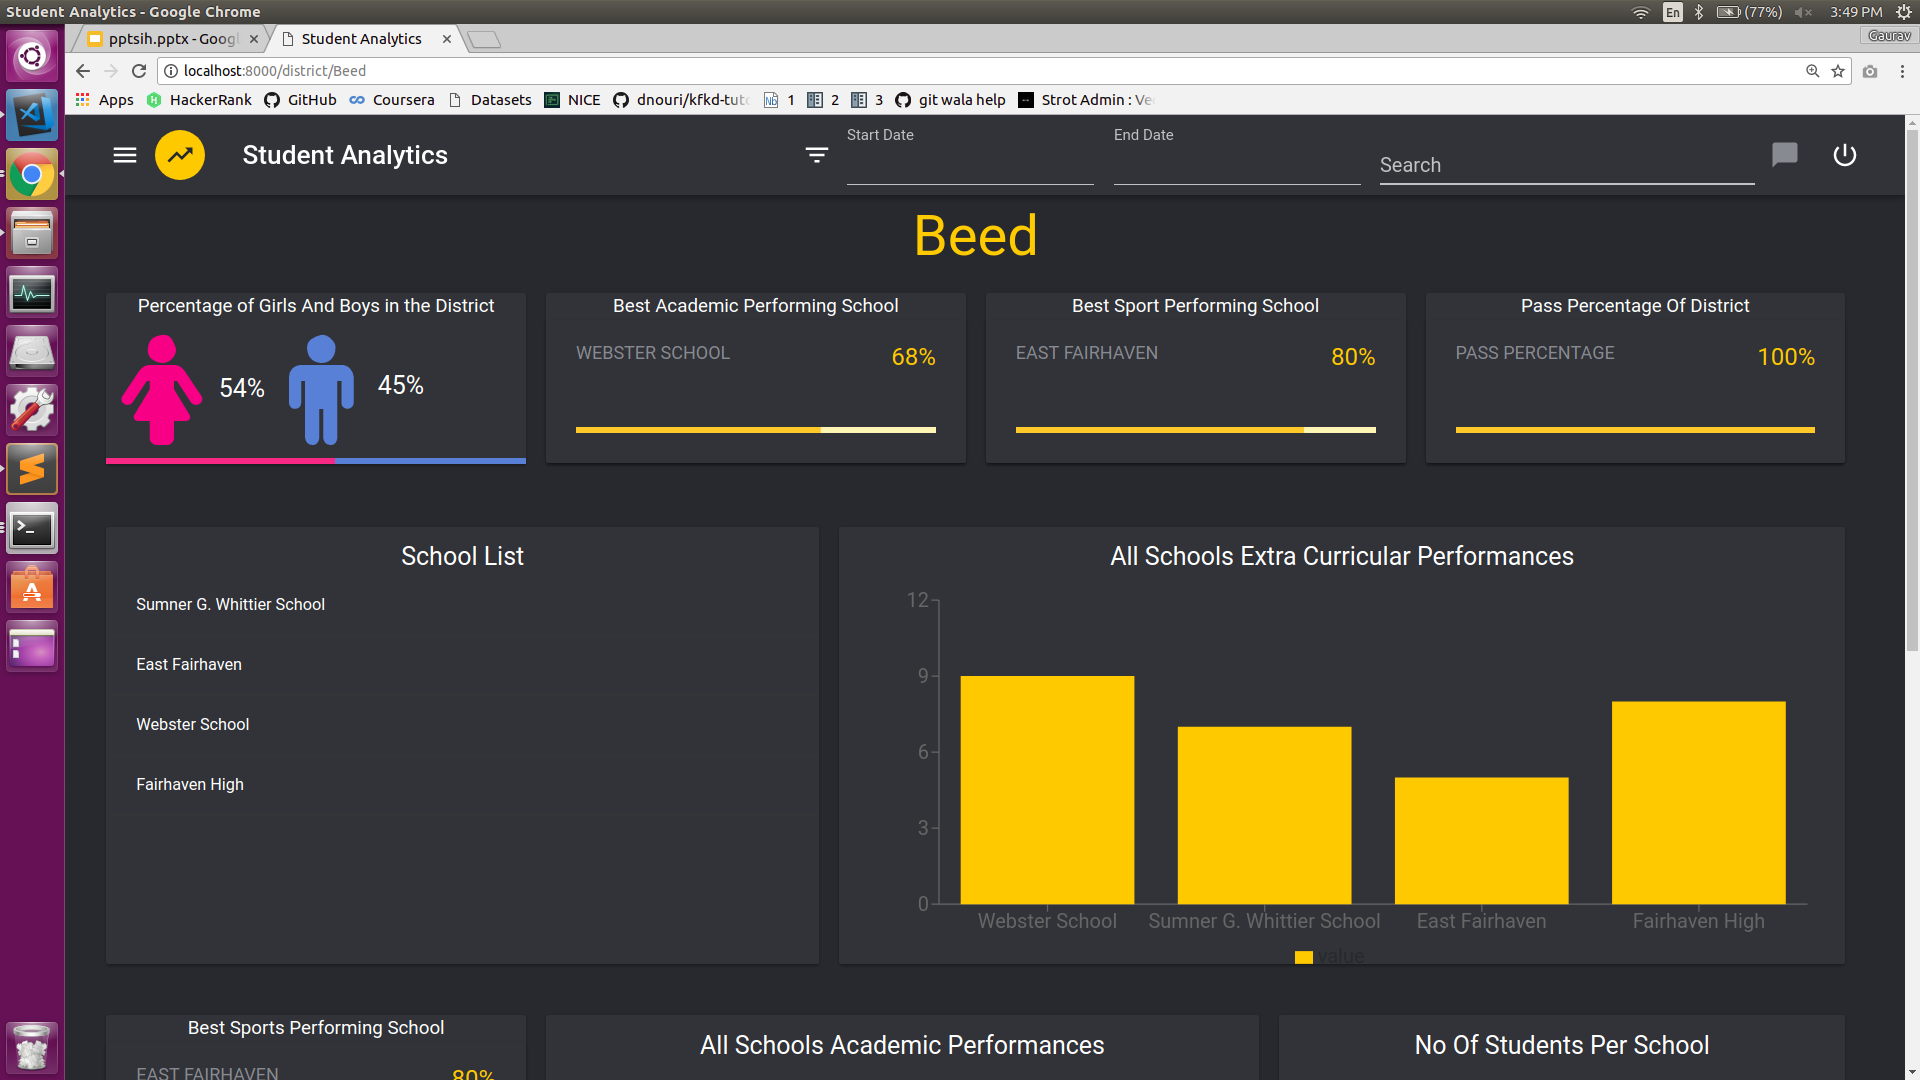 Student Analytics - Google Chrome
En
(77%)
3:49 PM
pptsih.pptx - Googl
Student Analytics
Gaurav
localhost:8000/district/Beed
Apps
HackerRank
GitHub
Coursera
Datasets
NICE
dnouri/kfkd-tut
1
2
3
git wala help
Strot Admin : Ve
Student Analytics
Start Date
End Date
Search
Beed
Percentage of Girls And Boys in the District
54%
45%
Best Academic Performing School
WEBSTER SCHOOL
68%
Best Sport Performing School
EAST FAIRHAVEN
80%
Pass Percentage Of District
PASS PERCENTAGE
100%
School List
Sumner G. Whittier School
East Fairhaven
Webster School
Fairhaven High
All Schools Extra Curricular Performances
12
9
6
3
0
Webster School
Sumner G. Whittier School
East Fairhaven
Fairhaven High
value
Best Sports Performing School
EAST FAIRHAVEN
80%
All Schools Academic Performances
No Of Students Per School